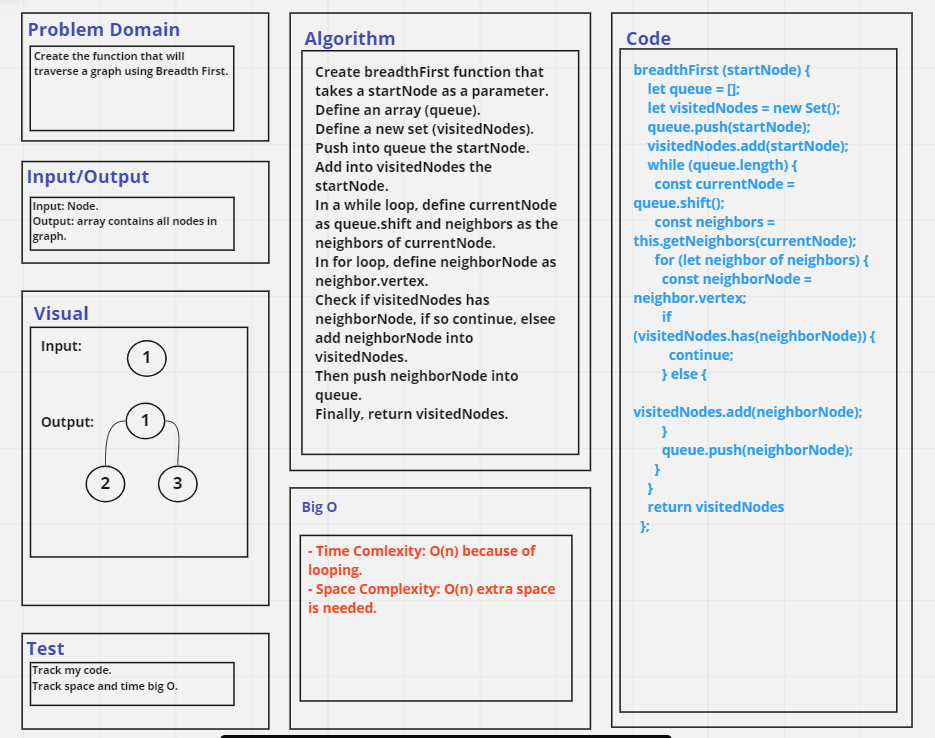 Problem Domain
Create the function that will
traverse a graph using Breadth First.
Input/Output
Input: Node.
Output: array contains all nodes in
graph.
Visual
Input:
1
Output:
1
2
3
Test
Track my code.
Track space and time big O.
Algorithm
Create breadthFirst function that
takes a startNode as a parameter.
Define an array (queue).
Define a new set (visitedNodes).
Push into queue the startNode.
Add into visitedNodes the
startNode.
In a while loop, define currentNode
as queue.shift and neighbors as the
neighbors of currentNode.
In for loop, define neighborNode as
neighbor.vertex.
Check if visitedNodes has
neighborNode, if so continue, elsee
add neighborNode into
visitedNodes.
Then push neighborNode into
queue.
Finally, return visitedNodes.
Big O
- Time Comlexity: O(n) because of
looping.
- Space Complexity: O(n) extra space
is needed.
Code
breadthFirst (startNode) {
let queue = [];
let visitedNodes = new Set();
queue.push(startNode);
visitedNodes.add(startNode);
while (queue.length) {
const currentNode =
queue.shift();
const neighbors =
this.getNeighbors(currentNode);
for (let neighbor of neighbors) {
const neighborNode =
neighbor.vertex;
if
(visitedNodes.has(neighborNode)) {
continue;
} else {
visitedNodes.add(neighborNode);
}
queue.push(neighborNode);
}
}
return visitedNodes
};